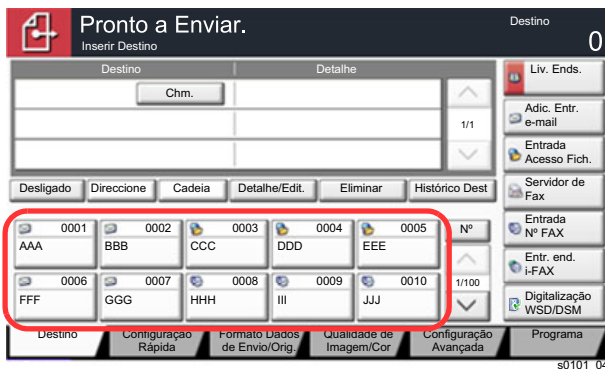 Pronto a Enviar.
Inserir Destino
Destino
0
Destino
Detalhe
Chm.
1/1
Liv. Ends.
Adic. Entr.
e-mail
Entrada
Acesso Fich.
Servidor de
Fax
Entrada
Nº FAX
Entr. end.
i-FAX
Digitalização
WSD/DSM
Desligado
Direccione
Cadeia
Detalhe/Edit.
Eliminar
Histórico Dest
0001
AAA
0002
BBB
0003
CCC
0004
DDD
0005
EEE
Nº
0006
FFF
0007
GGG
0008
HHH
0009
III
0010
JJJ
1/100
Destino
Configuração
Rápida
Formato Dados
de Envio/Orig.
Qualidade de
Imagem/Cor
Configuração
Avançada
Programa
s0101_04